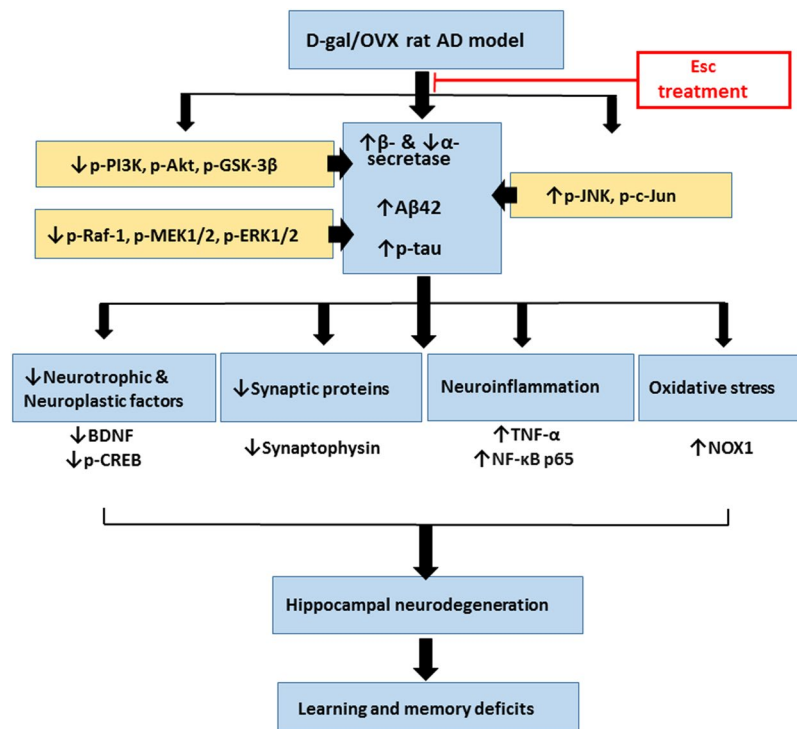 D-gal/OVX rat AD model
Esc
treatment
↓p-PI3K, p-Akt, p-GSK-3β
↓p-Raf-1, p-MEK1/2, p-ERK1/2
↑β- & ↓α-
secretase
↑Aβ42
↑p-tau
↑p-JNK, p-c-Jun
↓Neurotrophic &
Neuroplastic factors
↓BDNF
↓p-CREB
↓Synaptic proteins
↓Synaptophysin
Neuroinflammation
↑TNF-α
↑NF-κB p65
Oxidative stress
↑NOX1
Hippocampal neurodegeneration
Learning and memory deficits